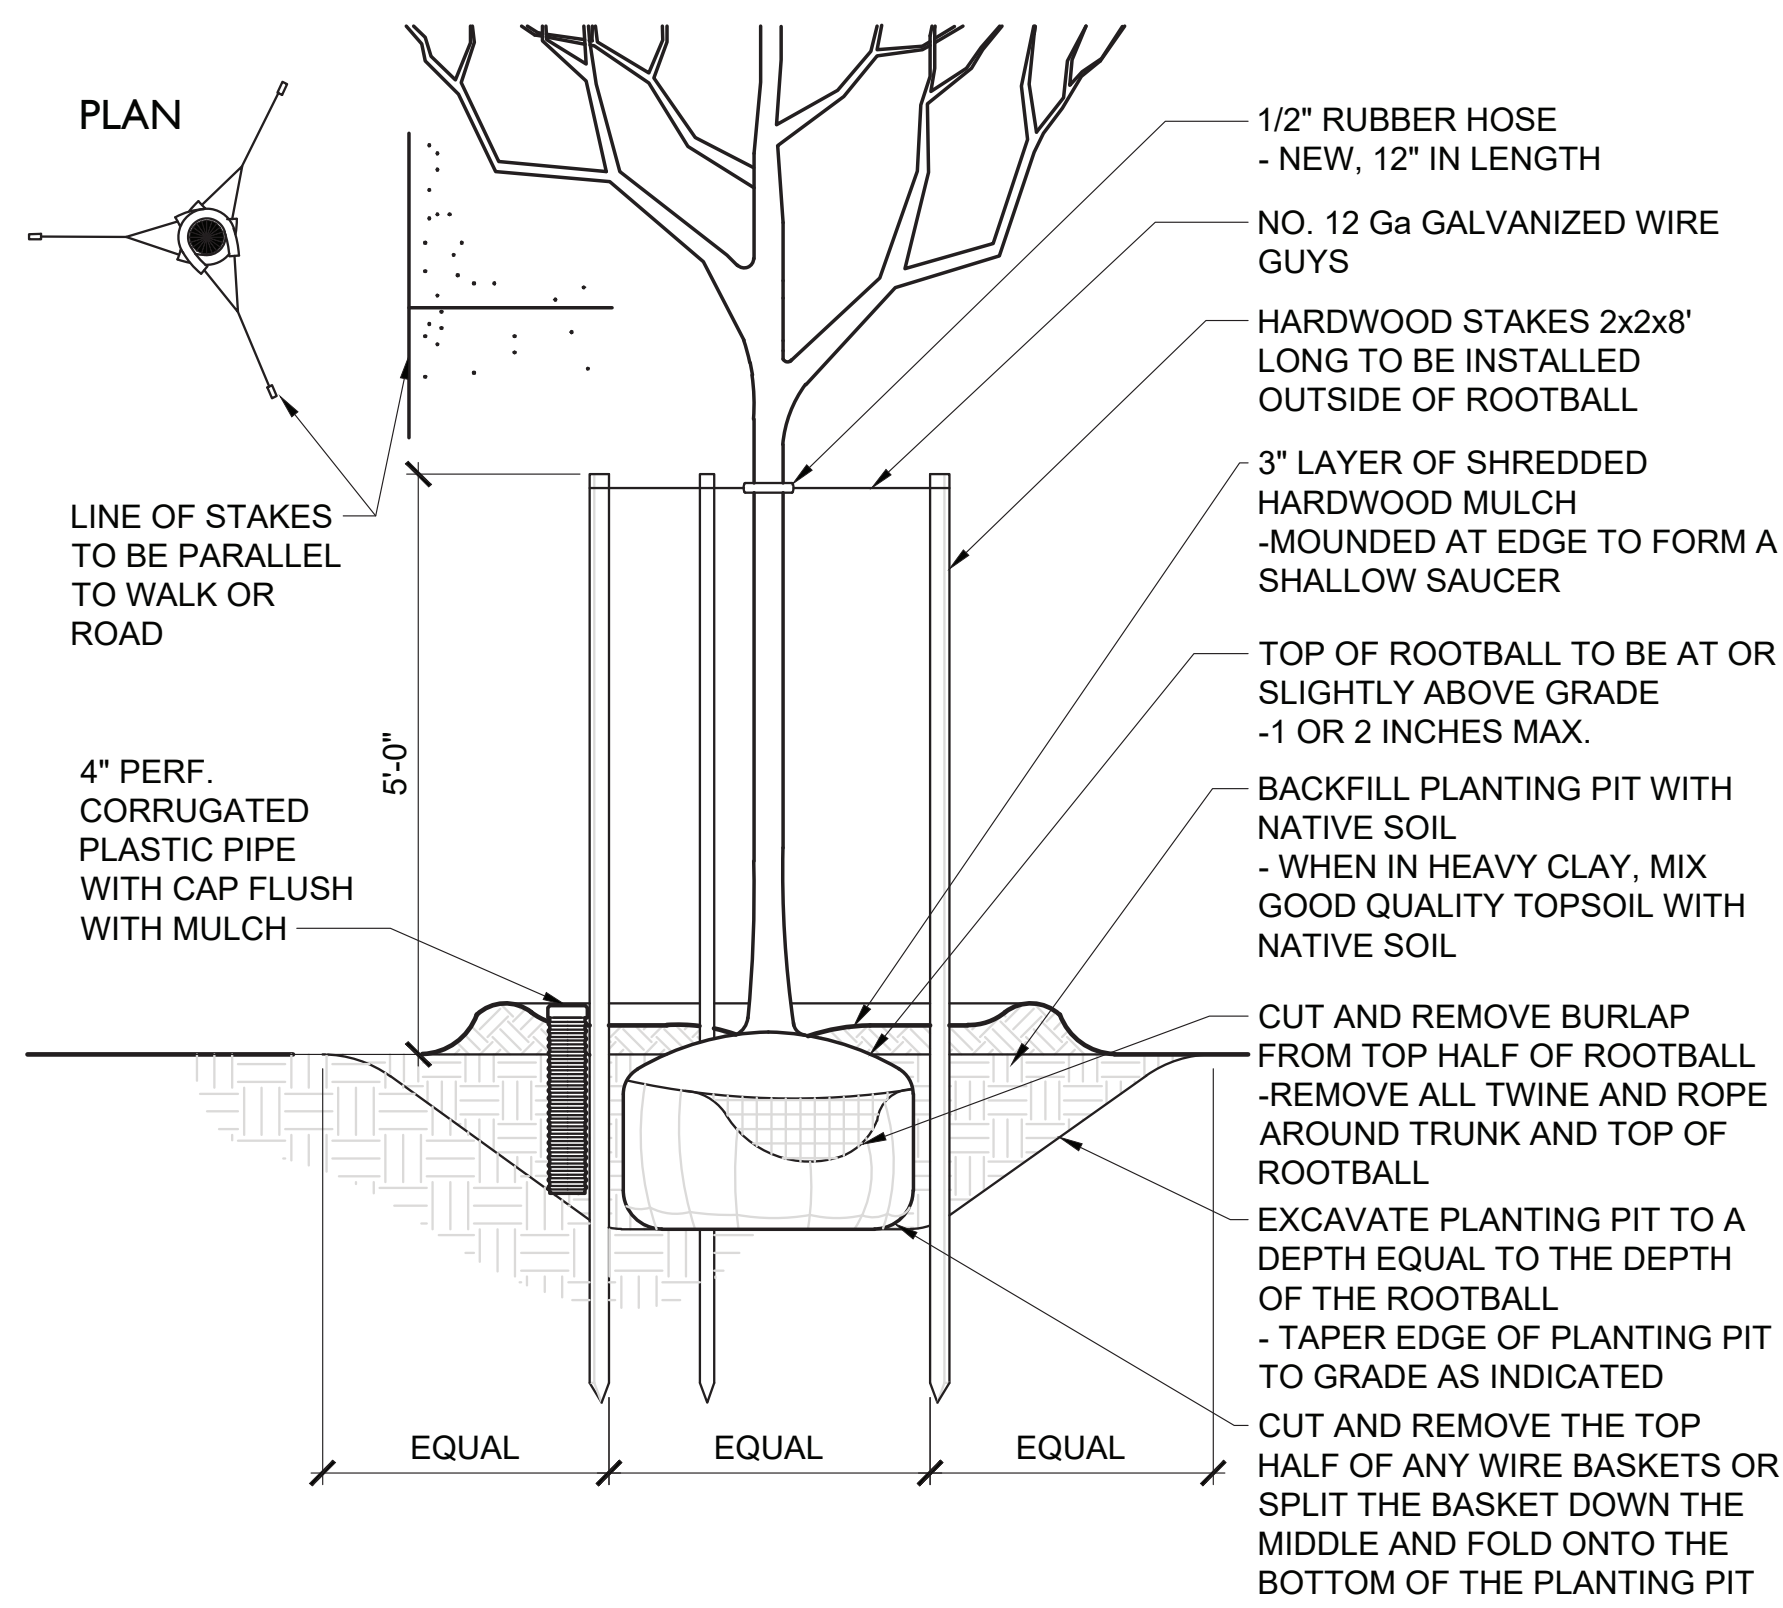 PLAN
LINE OF STAKES
TO BE PARALLEL
TO WALK OR
ROAD
4" PERF.
CORRUGATED
PLASTIC PIPE
WITH CAP FLUSH
WITH MULCH
5'-0"
1/2" RUBBER HOSE
- NEW, 12" IN LENGTH
NO. 12 Ga GALVANIZED WIRE
GUYS
HARDWOOD STAKES 2x2x8'
LONG TO BE INSTALLED
OUTSIDE OF ROOTBALL
3" LAYER OF SHREDDED
HARDWOOD MULCH
-MOUNDED AT EDGE TO FORM A
SHALLOW SAUCER
TOP OF ROOTBALL TO BE AT OR
SLIGHTLY ABOVE GRADE
-1 OR 2 INCHES MAX.
BACKFILL PLANTING PIT WITH
NATIVE SOIL
- WHEN IN HEAVY CLAY, MIX
GOOD QUALITY TOPSOIL WITH
NATIVE SOIL
CUT AND REMOVE BURLAP
FROM TOP HALF OF ROOTBALL
-REMOVE ALL TWINE AND ROPE
AROUND TRUNK AND TOP OF
ROOTBALL
EXCAVATE PLANTING PIT TO A
DEPTH EQUAL TO THE DEPTH
OF THE ROOTBALL
- TAPER EDGE OF PLANTING PIT
TO GRADE AS INDICATED
CUT AND REMOVE THE TOP
HALF OF ANY WIRE BASKETS OR
SPLIT THE BASKET DOWN THE
MIDDLE AND FOLD ONTO THE
BOTTOM OF THE PLANTING PIT
EQUAL
EQUAL
EQUAL